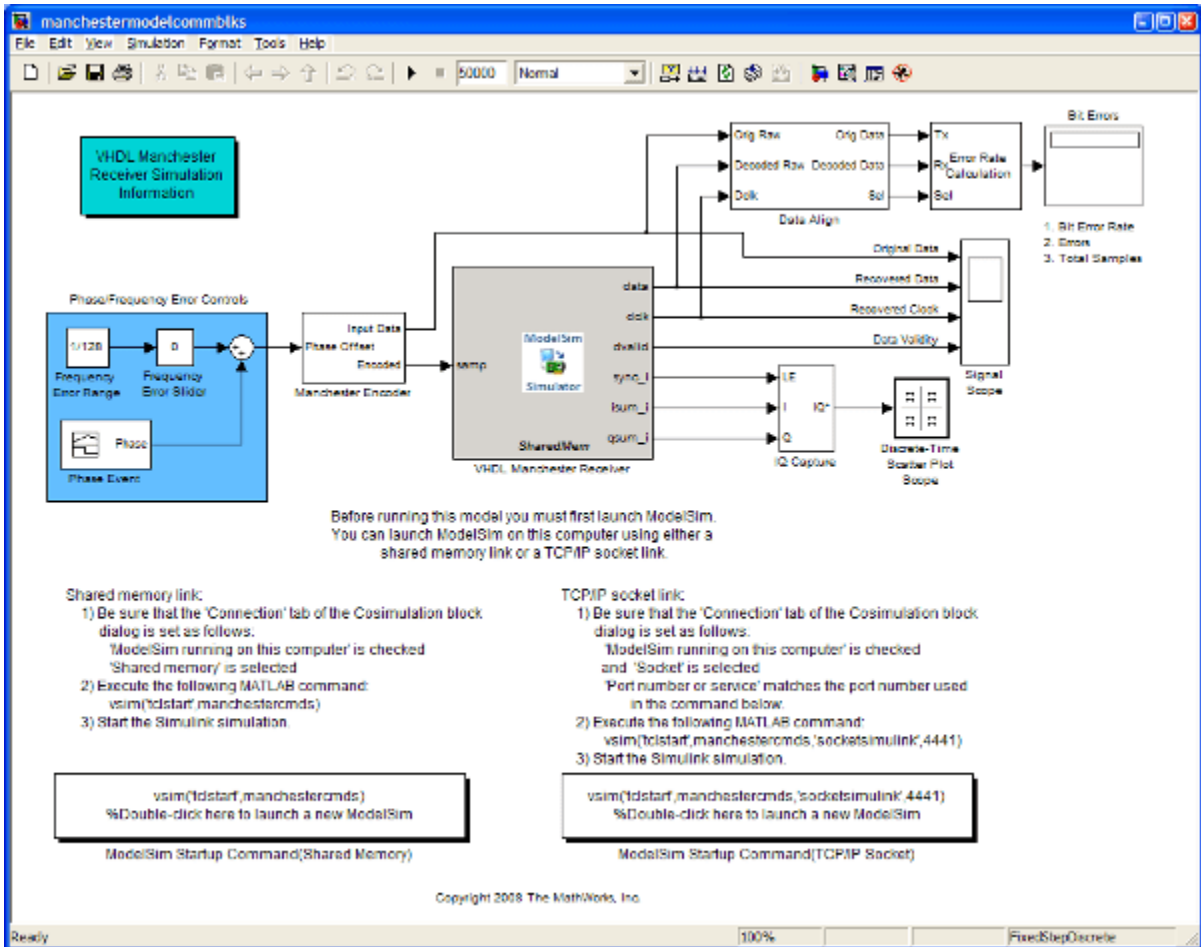 manchestermodelcommblks
File Edit View Simulation Format Tools Help
50000 Normal
VHDL Manchester
Receiver Simulation
Information
Orig Raw Orig Data
Decoded Raw Decoded Data
Dclk Sel
Data Align
Tx
Rx
Sel
Error Rate
Calculation
Bit Errors
1. Bit Error Rate
2. Errors
3. Total Samples
Original Data
Recovered Data
Recovered Clock
Data Validity
Signal
Scope
Phase/Frequency Error Controls
1/128
0
Frequency
Error Range
Frequency
Error Slider
Phase
Phase Event
Input Data
Phase Offset
Encoded
Manchester Encoder
samp
ModelSim
Simulator
data
dclk
dvalid
sync_i
isum_i
qsum_i
SharedMem
VHDL Manchester Receiver
LE
I IQ*
Q
IQ Capture
Discrete-Time
Scatter Plot
Scope
Before running this model you must first launch ModelSim.
You can launch ModelSim on this computer using either a
shared memory link or a TCP/IP socket link.
Shared memory link:
1) Be sure that the 'Connection' tab of the Cosimulation block
dialog is set as follows:
'ModelSim running on this computer' is checked
'Shared memory' is selected
2) Execute the following MATLAB command:
vsim('tclstart',manchestercmds)
3) Start the Simulink simulation.
TCP/IP socket link:
1) Be sure that the 'Connection' tab of the Cosimulation block
dialog is set as follows.
'ModelSim running on this computer' is checked
and 'Socket' is selected
'Port number or service' matches the port number used
in the command below.
2) Execute the following MATLAB command:
vsim('tclstart',manchestercmds,'socketsimulink',4441)
3) Start the Simulink simulation.
vsim('tclstart',manchestercmds)
%Double-click here to launch a new ModelSim
ModelSim Startup Command(Shared Memory)
vsim('tclstart',manchestercmds,'socketsimulink',4441)
%Double-click here to launch a new ModelSim
ModelSim Startup Command(TCP/IP Socket)
Copyright 2008 The MathWorks, Inc.
Ready 100% FixedStepDiscrete